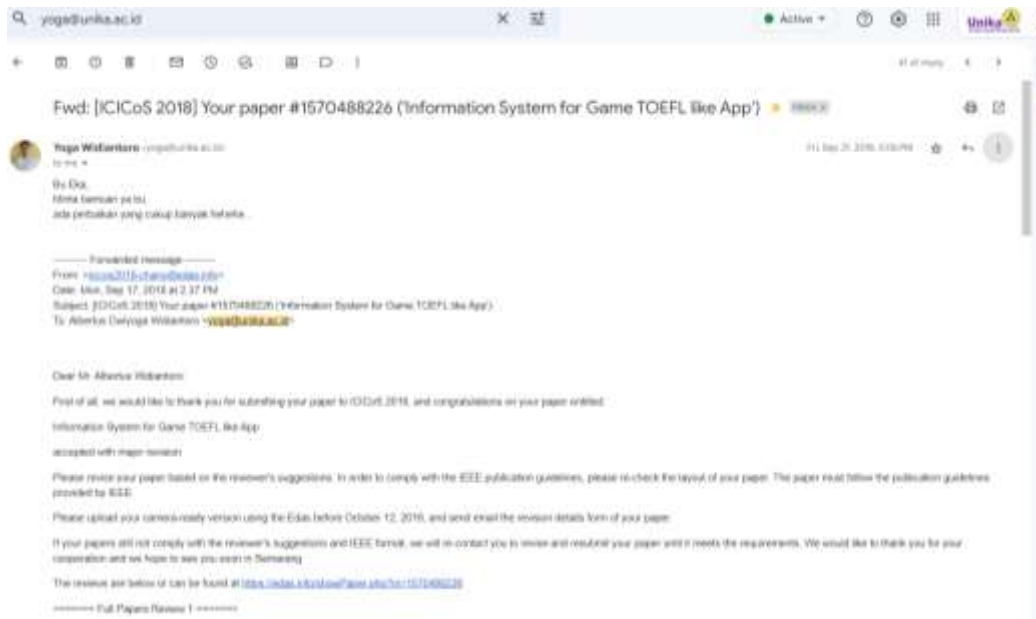 yoga@unika.ac.id
Active
Unika
Fwd: [ICICoS 2018] Your paper #1570488226 ('Information System for Game TOEFL like App')
Yoga Widiantoro
to me
Bu Eka,
Minta bantuan ya bu,
ada perbaikan yang cukup banyak
Forwarded message
From:
Date: Mon, Sep 17, 2018 at 2:37 PM
Subject: [ICICoS 2018] Your paper #1570488226 ('Information System for Game TOEFL like App')
To: Albertus Dwiyoga Widiantoro <yoga@unika.ac.id>
Dear Mr. Albertus Widiantoro:
First of all, we would like to thank you for submitting your paper to ICICoS 2018, and congratulations on your paper entitled
Information System for Game TOEFL like App
accepted with major revision
Please revise your paper based on the reviewer's suggestions. In order to comply with the IEEE publication guidelines, please re-check the layout of your paper. The paper must follow the publication guidelines
provided by IEEE
Please upload your camera-ready version using the Edas before October 12, 2018, and send email the revision details form of your paper
If your papers still not comply with the reviewer's suggestions and IEEE format, we will re-contact you to revise and resubmit your paper until it meets the requirements. We would like to thank you for your
cooperation and we hope to see you soon in Semarang
The reviews are below or can be found at
Full Papers Review 1